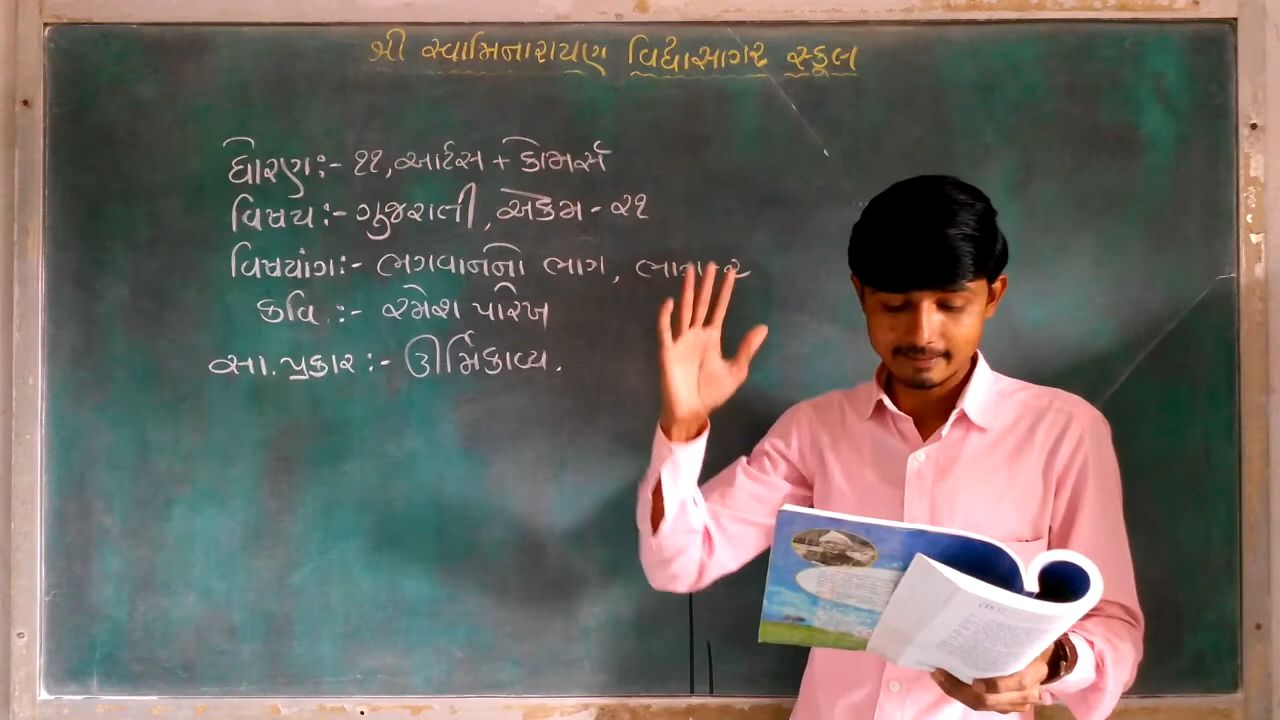 શ્રી સ્વામિનારાયણ વિદ્યાસાગર સ્કૂલ
ધોરણ:- ૧૧, આર્ટસ + કોમર્સ
વિષય:- ગુજરાતી, એકમ - ૨૧
વિષયાંગ:- ભગવાનનો ભાગ,
કવિ :- રમેશ પારેખ
સા. પ્રકાર :- ઊર્મિકાવ્ય.